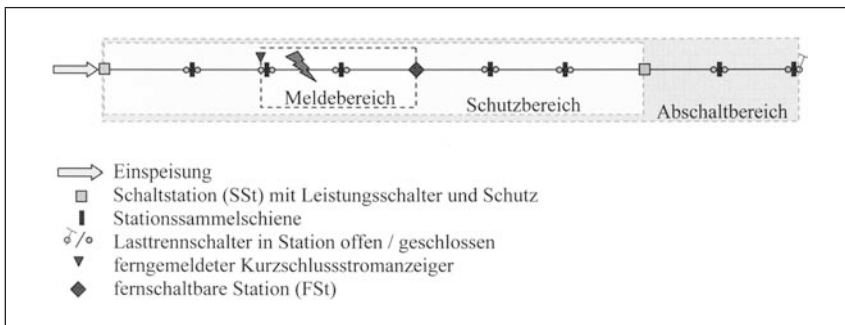 Meldebereich
Schutzbereich
Abschaltbereich
Einspeisung
Schaltstation (SSt) mit Leistungsschalter und Schutz
Stationssammelschiene
Lasttrennschalter in Station offen / geschlossen
ferngemeldeter Kurzschlussstromanzeiger
fernschaltbare Station (FSt)